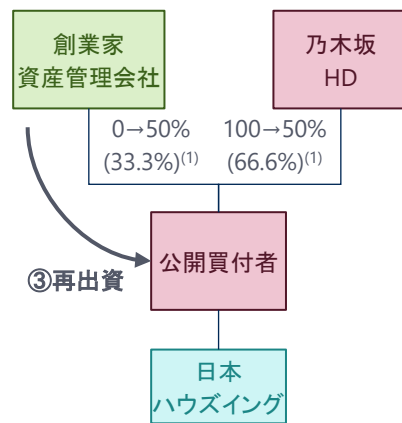 創業家
資産管理会社
乃木坂
HD
0→50%
(33.3%)(1)
100→50%
(66.6%)(1)
公開買付者
③再出資
日本
ハウズイング